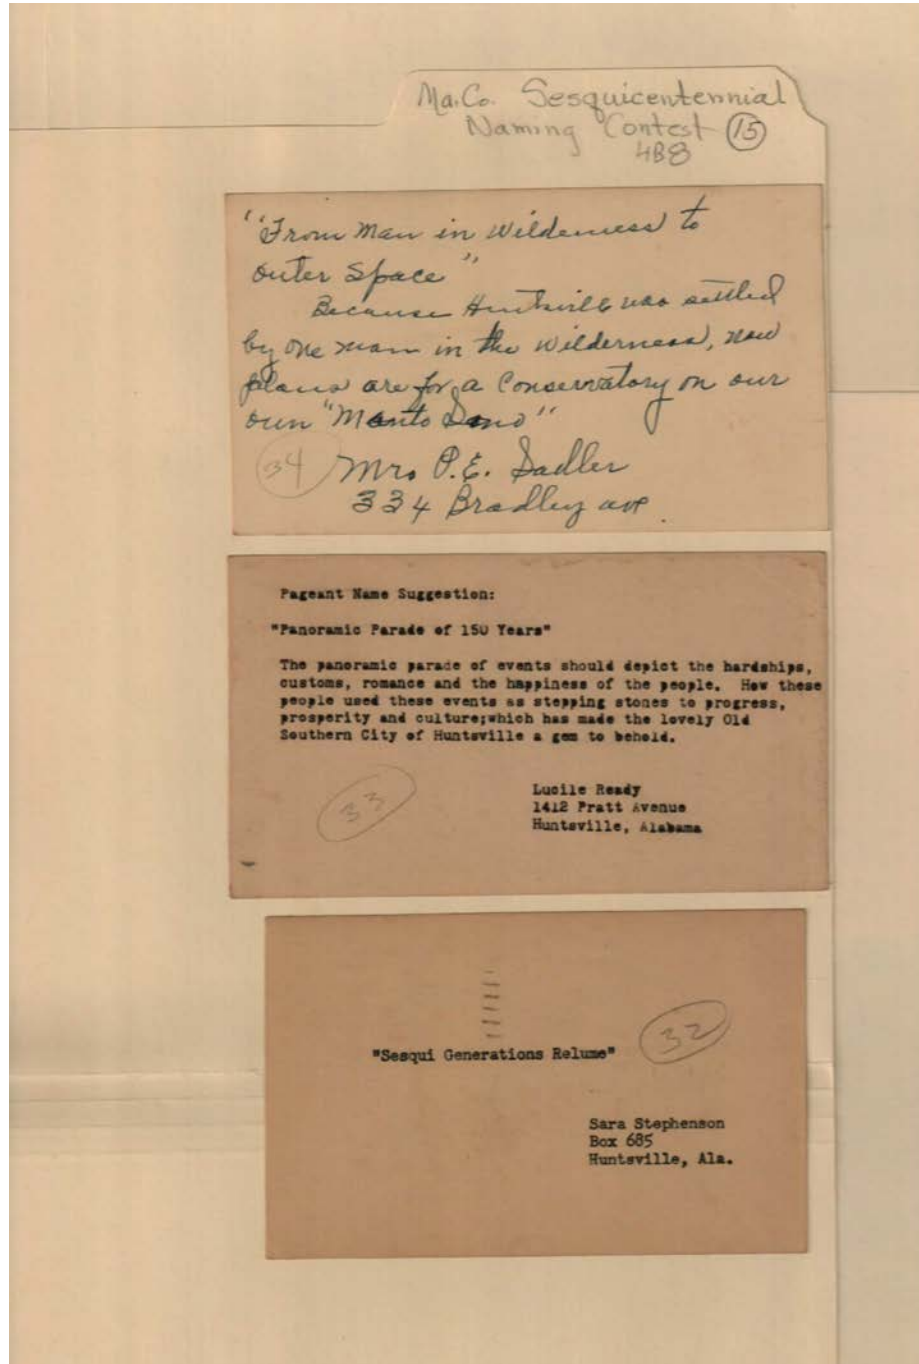 Ma. Co. Sesquicentennial
Naming Contest (15)
4B8
"From Man in Wilderness to
outer Space"
Because Huntsville was settled
by one man in the wilderness, now
plans are for a Conservatory on our
own "Monto Sano"
34 Mrs P.E. Sadler
334 Bradley ave
Pageant Name Suggestion:
"Panoramic Parade of 150 Years"
The panoramic parade of events should depict the hardships,
customs, romance and the happiness of the people. How these
people used these events as stepping stones to progress,
prosperity and culture;which has made the lovely Old
Southern City of Huntsville a gem to behold.
33
Lucile Ready
1412 Pratt Avenue
Huntsville, Alabama
32
"Sesqui Generations Relume"
Sara Stephenson
Box 685
Huntsville, Ala.